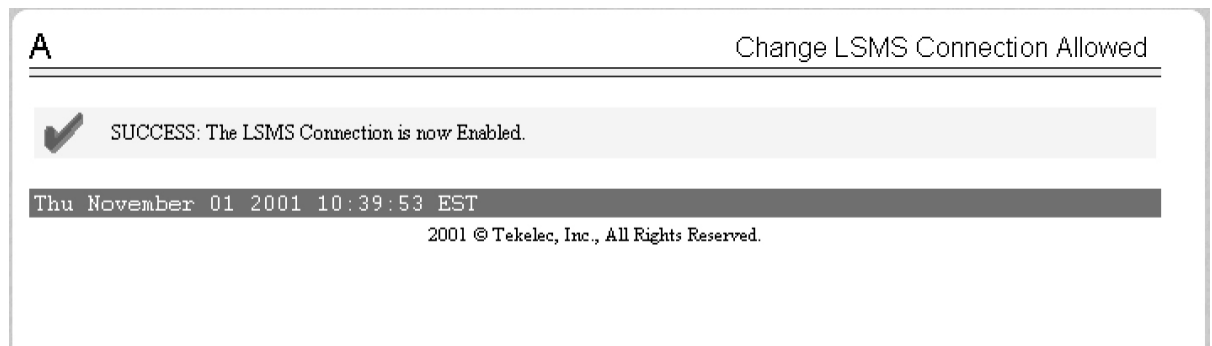 A
Change LSMS Connection Allowed
SUCCESS: The LSMS Connection is now Enabled.
Thu November 01 2001 10:39:53 EST
2001 © Tekelec, Inc., All Rights Reserved.